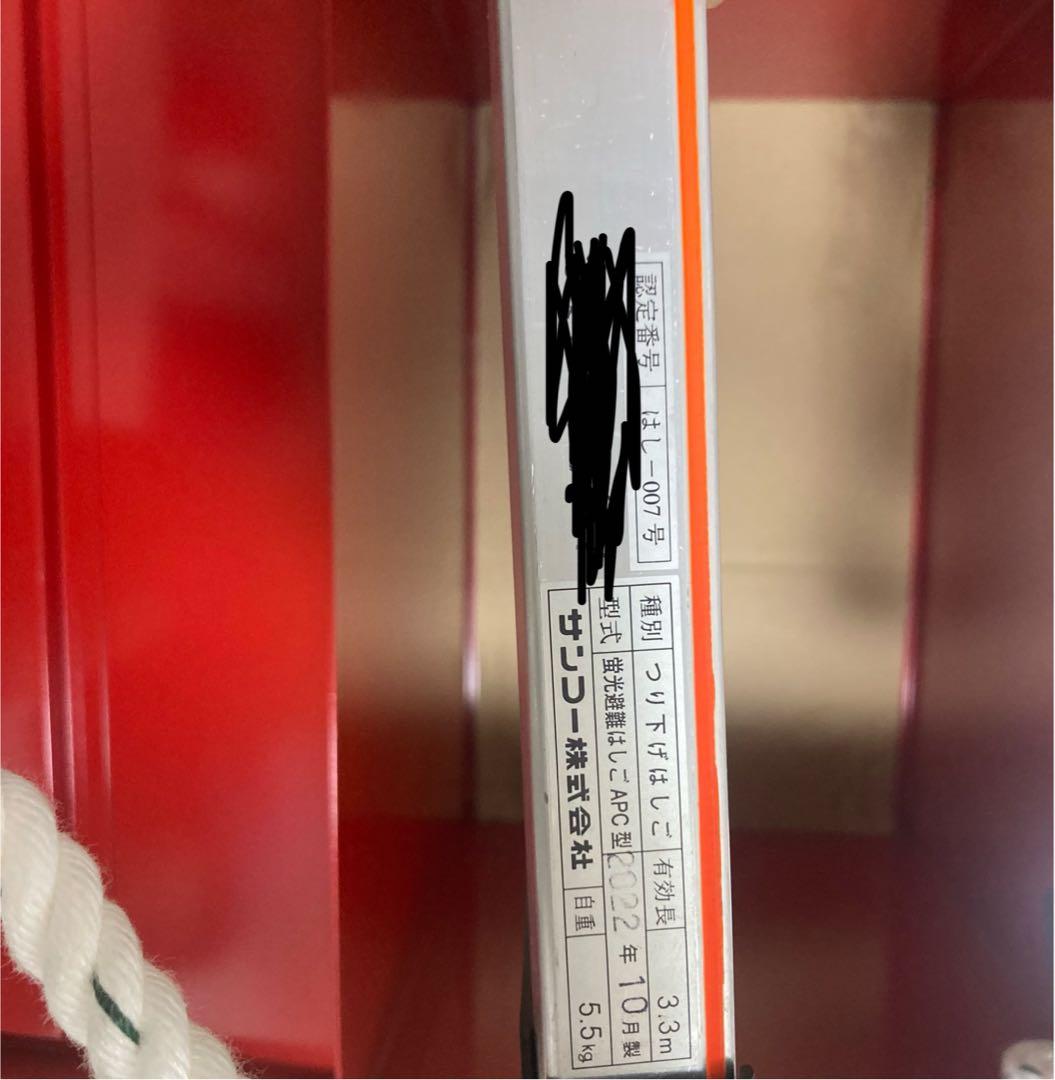 認定番号 はし-007号
種別 つり下げはしご 有効長 3.3m
型式 蛍光避難はしごAPC型 2022年10月製
サンコー株式会社 自重 5.5kg